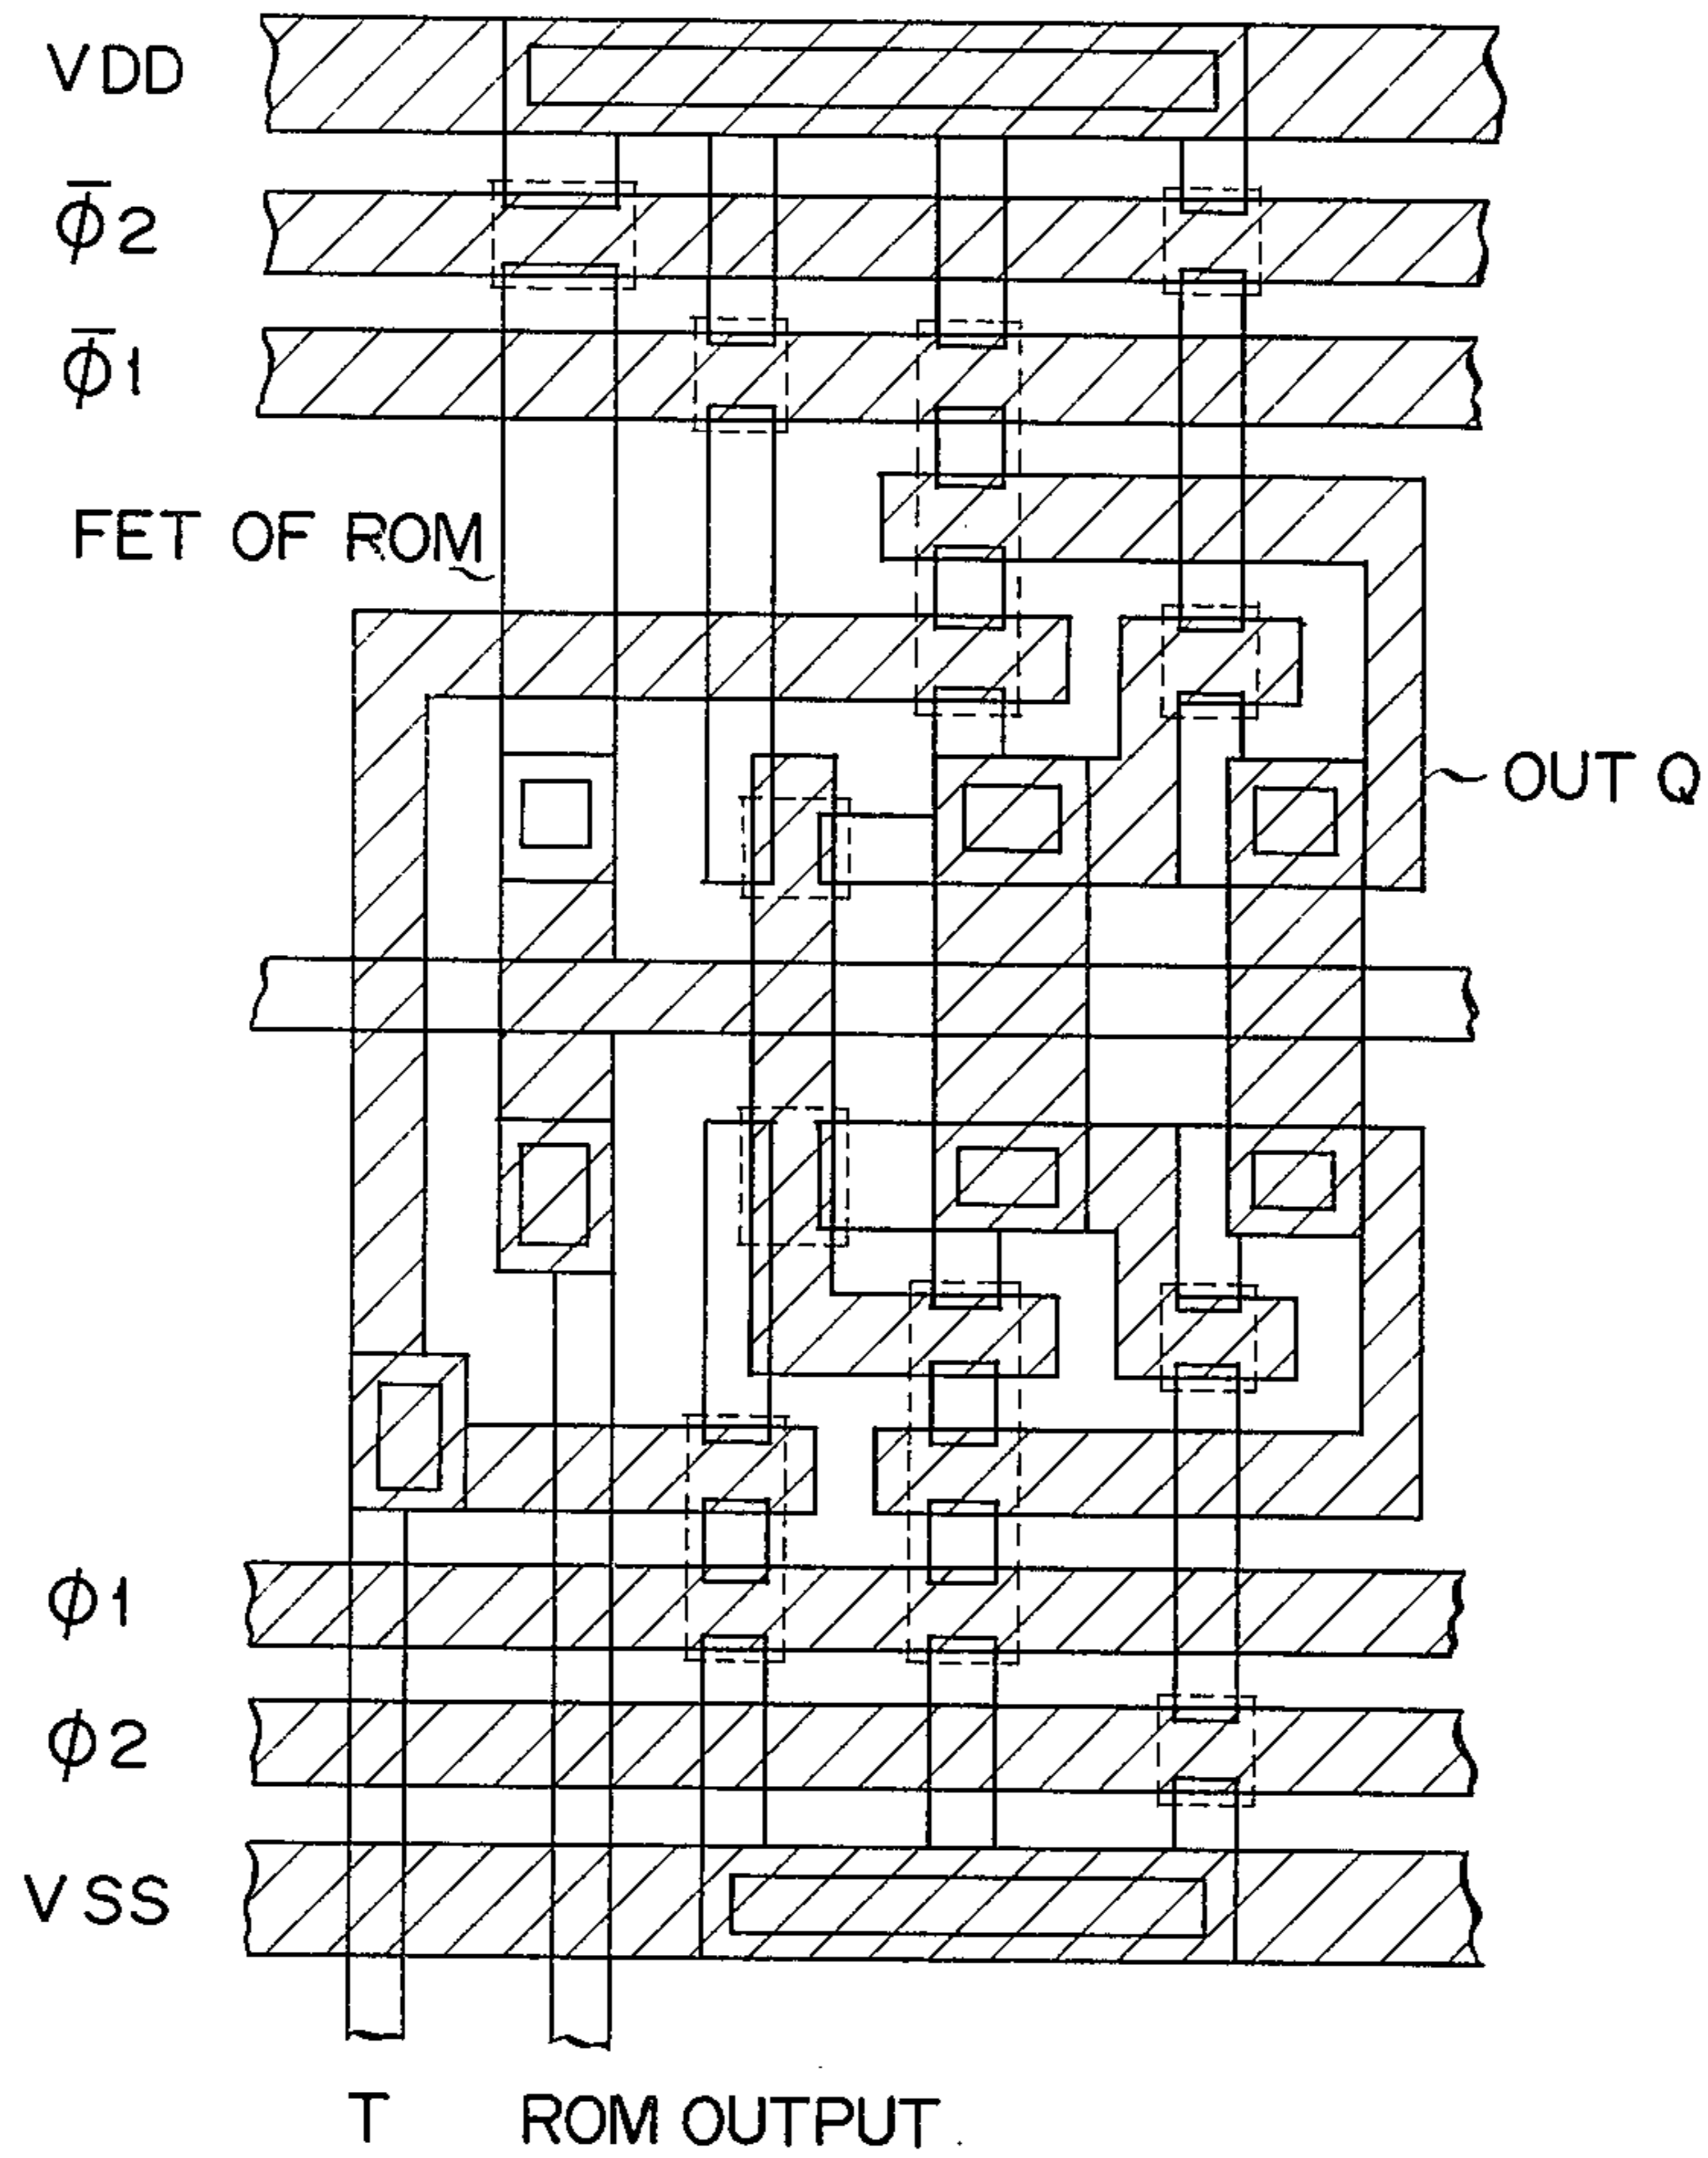 VDD
ϕ̅2
ϕ̅1
FET OF ROM
OUT Q
ϕ1
ϕ2
VSS
T
ROM OUTPUT